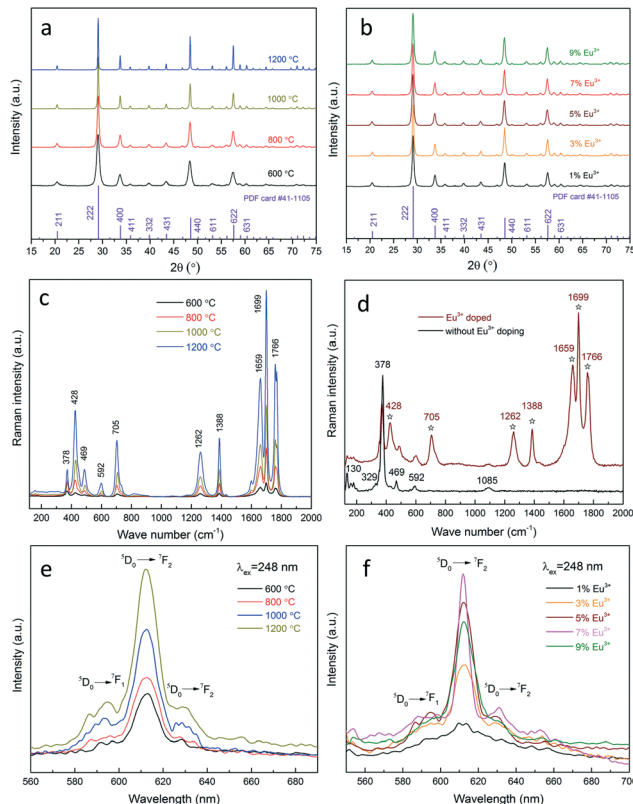 a
1200 °C
1000 °C
800 °C
600 °C
PDF card #41-1105
211
222
400
411
332
431
440
611
622
631
15 20 25 30 35 40 45 50 55 60 65 70 75
2θ (°)
Intensity (a.u.)
b
9% Eu³⁺
7% Eu³⁺
5% Eu³⁺
3% Eu³⁺
1% Eu³⁺
PDF card #41-1105
211
222
400
411
332
431
440
611
622
631
15 20 25 30 35 40 45 50 55 60 65 70 75
2θ (°)
Intensity (a.u.)
c
600 °C
800 °C
1000 °C
1200 °C
378
428
469
592
705
1262
1388
1659
1699
1766
200 400 600 800 1000 1200 1400 1600 1800 2000
Wave number (cm⁻¹)
Raman intensity (a.u.)
d
Eu³⁺ doped
without Eu³⁺ doping
378
428
705
1262
1388
1659
1699
1766
130
329
469
592
1085
200 400 600 800 1000 1200 1400 1600 1800 2000
Wave number (cm⁻¹)
Raman intensity (a.u.)
e
⁵D₀ → ⁷F₂
λex=248 nm
600 °C
800 °C
1000 °C
1200 °C
⁵D₀ → ⁷F₁
⁵D₀ → ⁷F₂
560 580 600 620 640 660 680
Wavelength (nm)
Intensity (a.u.)
f
⁵D₀ → ⁷F₂
λex=248 nm
1% Eu³⁺
3% Eu³⁺
5% Eu³⁺
7% Eu³⁺
9% Eu³⁺
⁵D₀ → ⁷F₁
⁵D₀ → ⁷F₂
560 580 600 620 640 660 680 700
Wavelength (nm)
Intensity (a.u.)